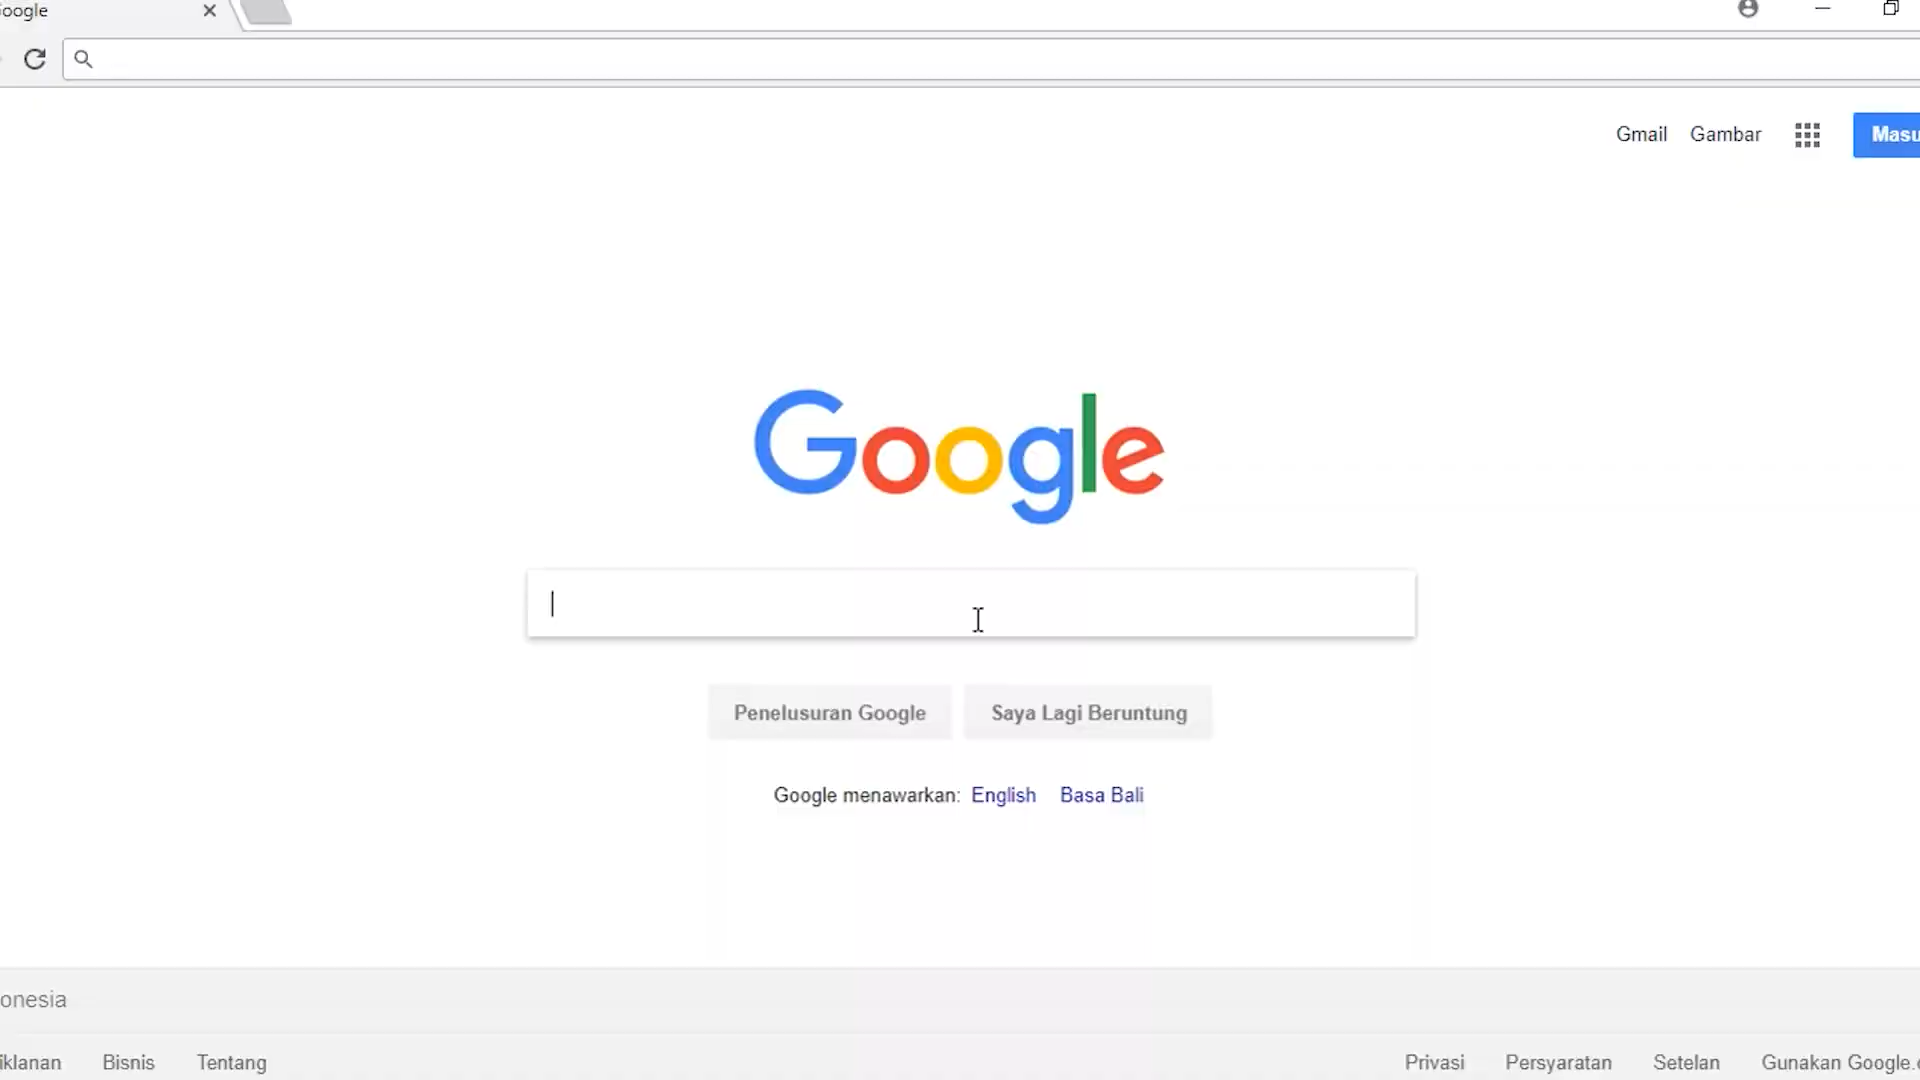 oogle
Gmail Gambar Masu
Google
Penelusuran Google Saya Lagi Beruntung
Google menawarkan: English Basa Bali
onesia
iklanan Bisnis Tentang Privasi Persyaratan Setelan Gunakan Google.